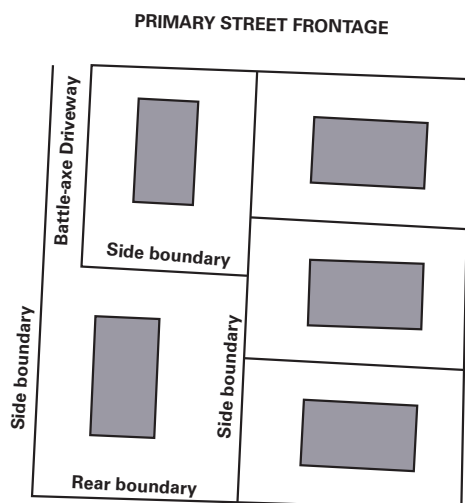 PRIMARY STREET FRONTAGE
Battle-axe Driveway
Side boundary
Side boundary
Side boundary
Rear boundary